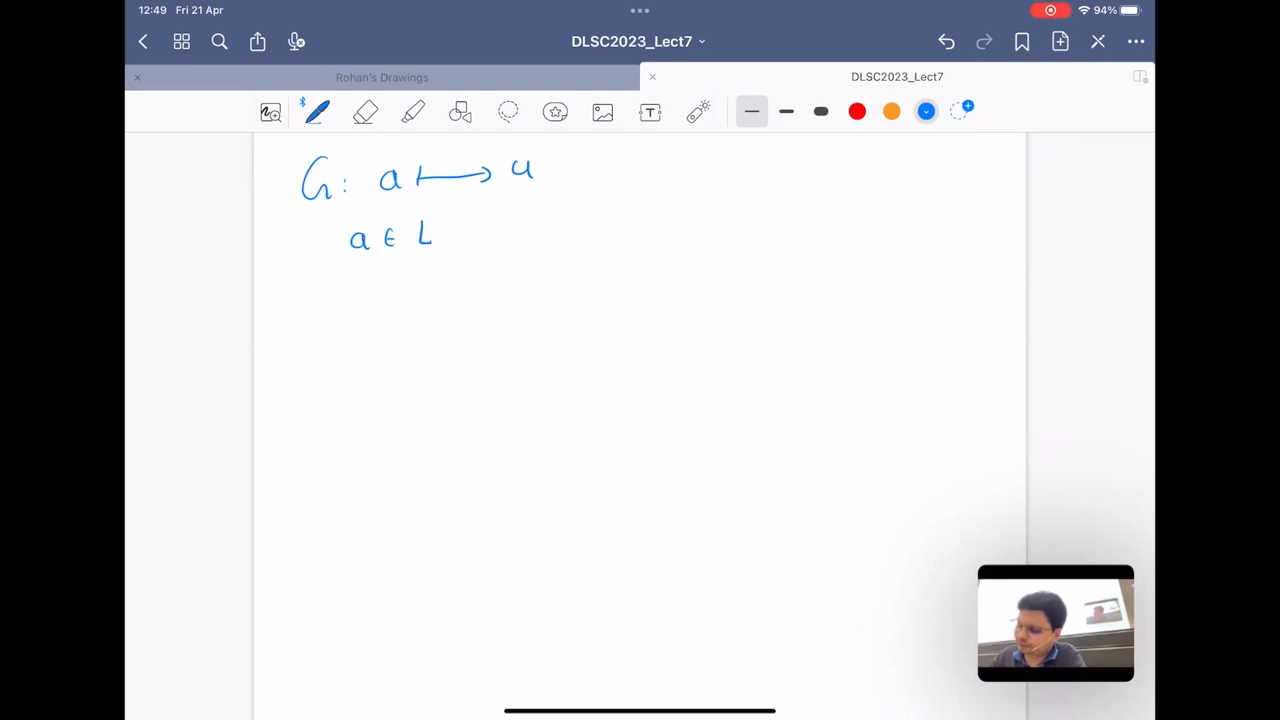 12:49 Fri 21 Apr 94%
DLSC2023_Lect7
Rohan's Drawings DLSC2023_Lect7
G: a ↦ u
a ∈ L